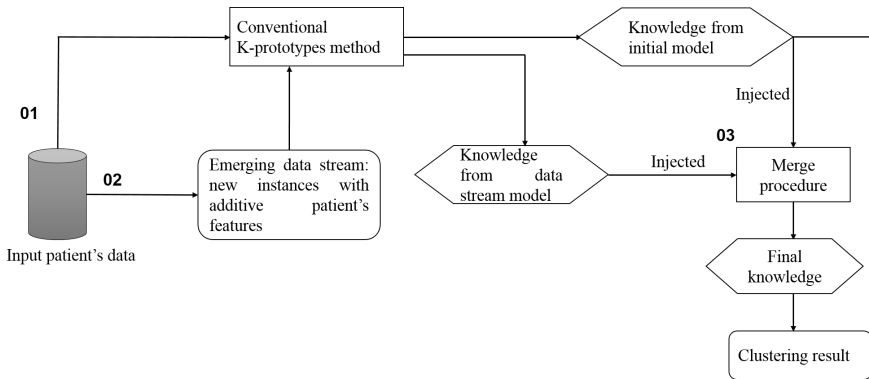 Conventional
K-prototypes method
Knowledge from
initial model
01
Injected
03
Emerging data stream:
new instances with
additive patient's
features
02
Knowledge
from data
stream model
Injected
Merge
procedure
Input patient's data
Final
knowledge
Clustering result